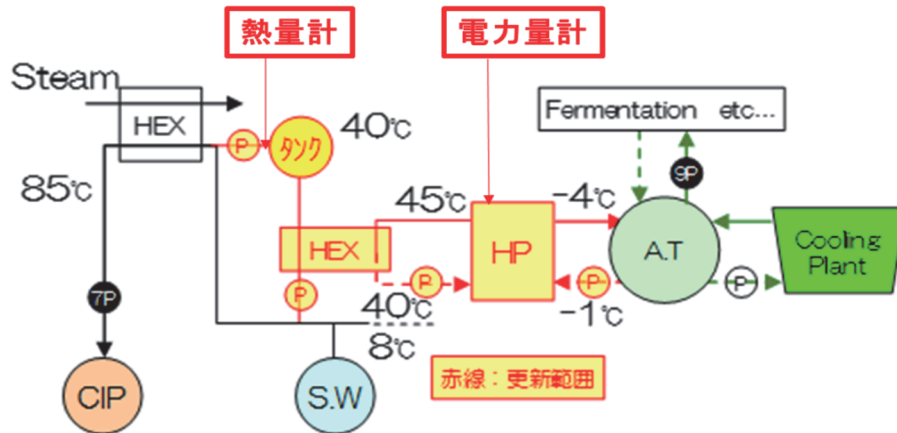 熱量計
電力量計
Steam
HEX
P
タンク
40℃
Fermentation etc...
85℃
9P
45℃
-4℃
HEX
HP
A.T
Cooling
Plant
P
P
P
P
7P
40℃
-1℃
8℃
CIP
S.W
赤線：更新範囲